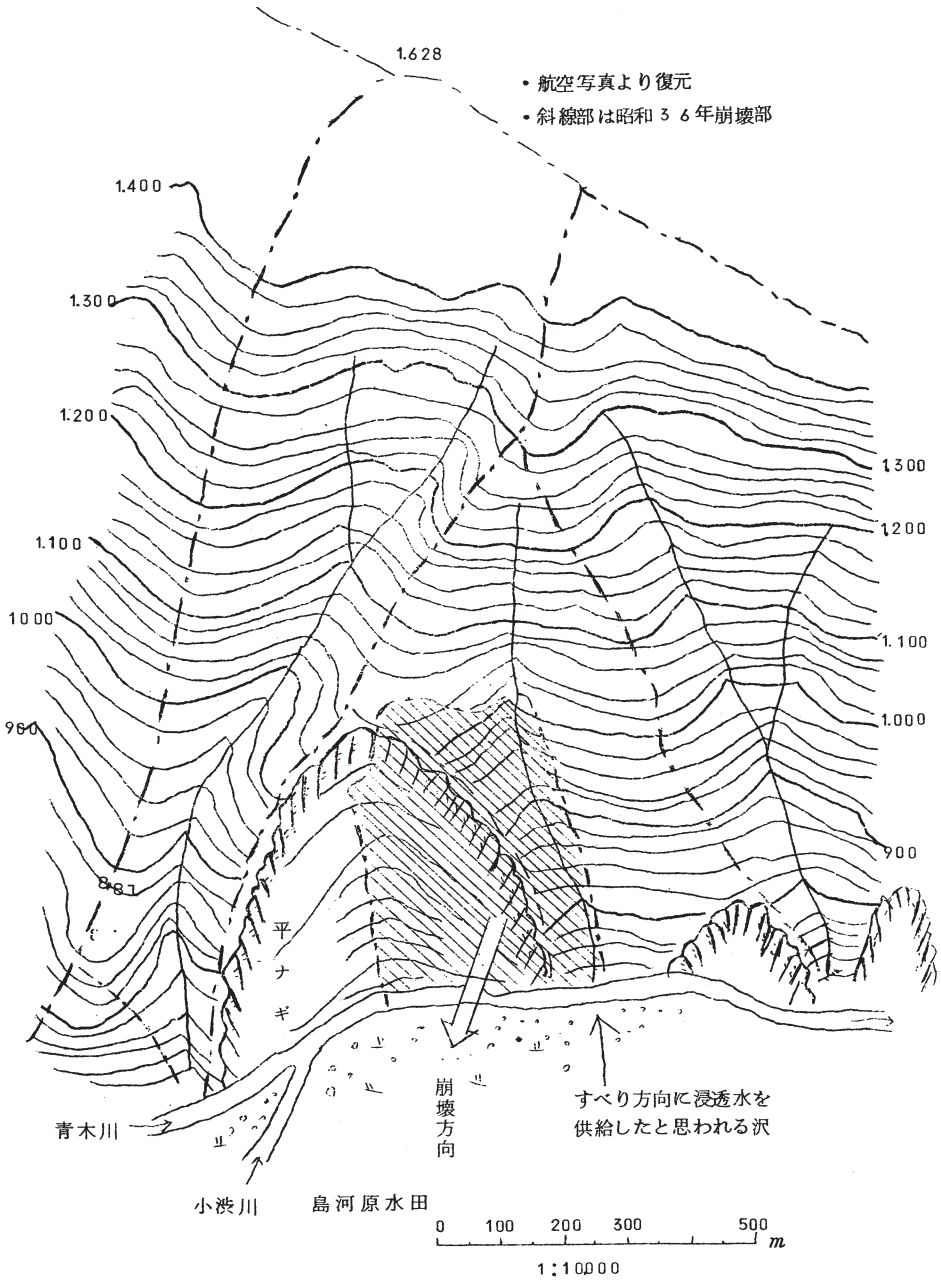 1.628
・航空写真より復元
・斜線部は昭和36年崩壊部
1.400
1.300
1.200
1.100
1000
900
881
1.300
1.200
1.100
1.000
900
平ナギ
崩壊方向
すべり方向に浸透水を
供給したと思われる沢
青木川
小渋川
島河原水田
0 100 200 300 500 m
1:10,000